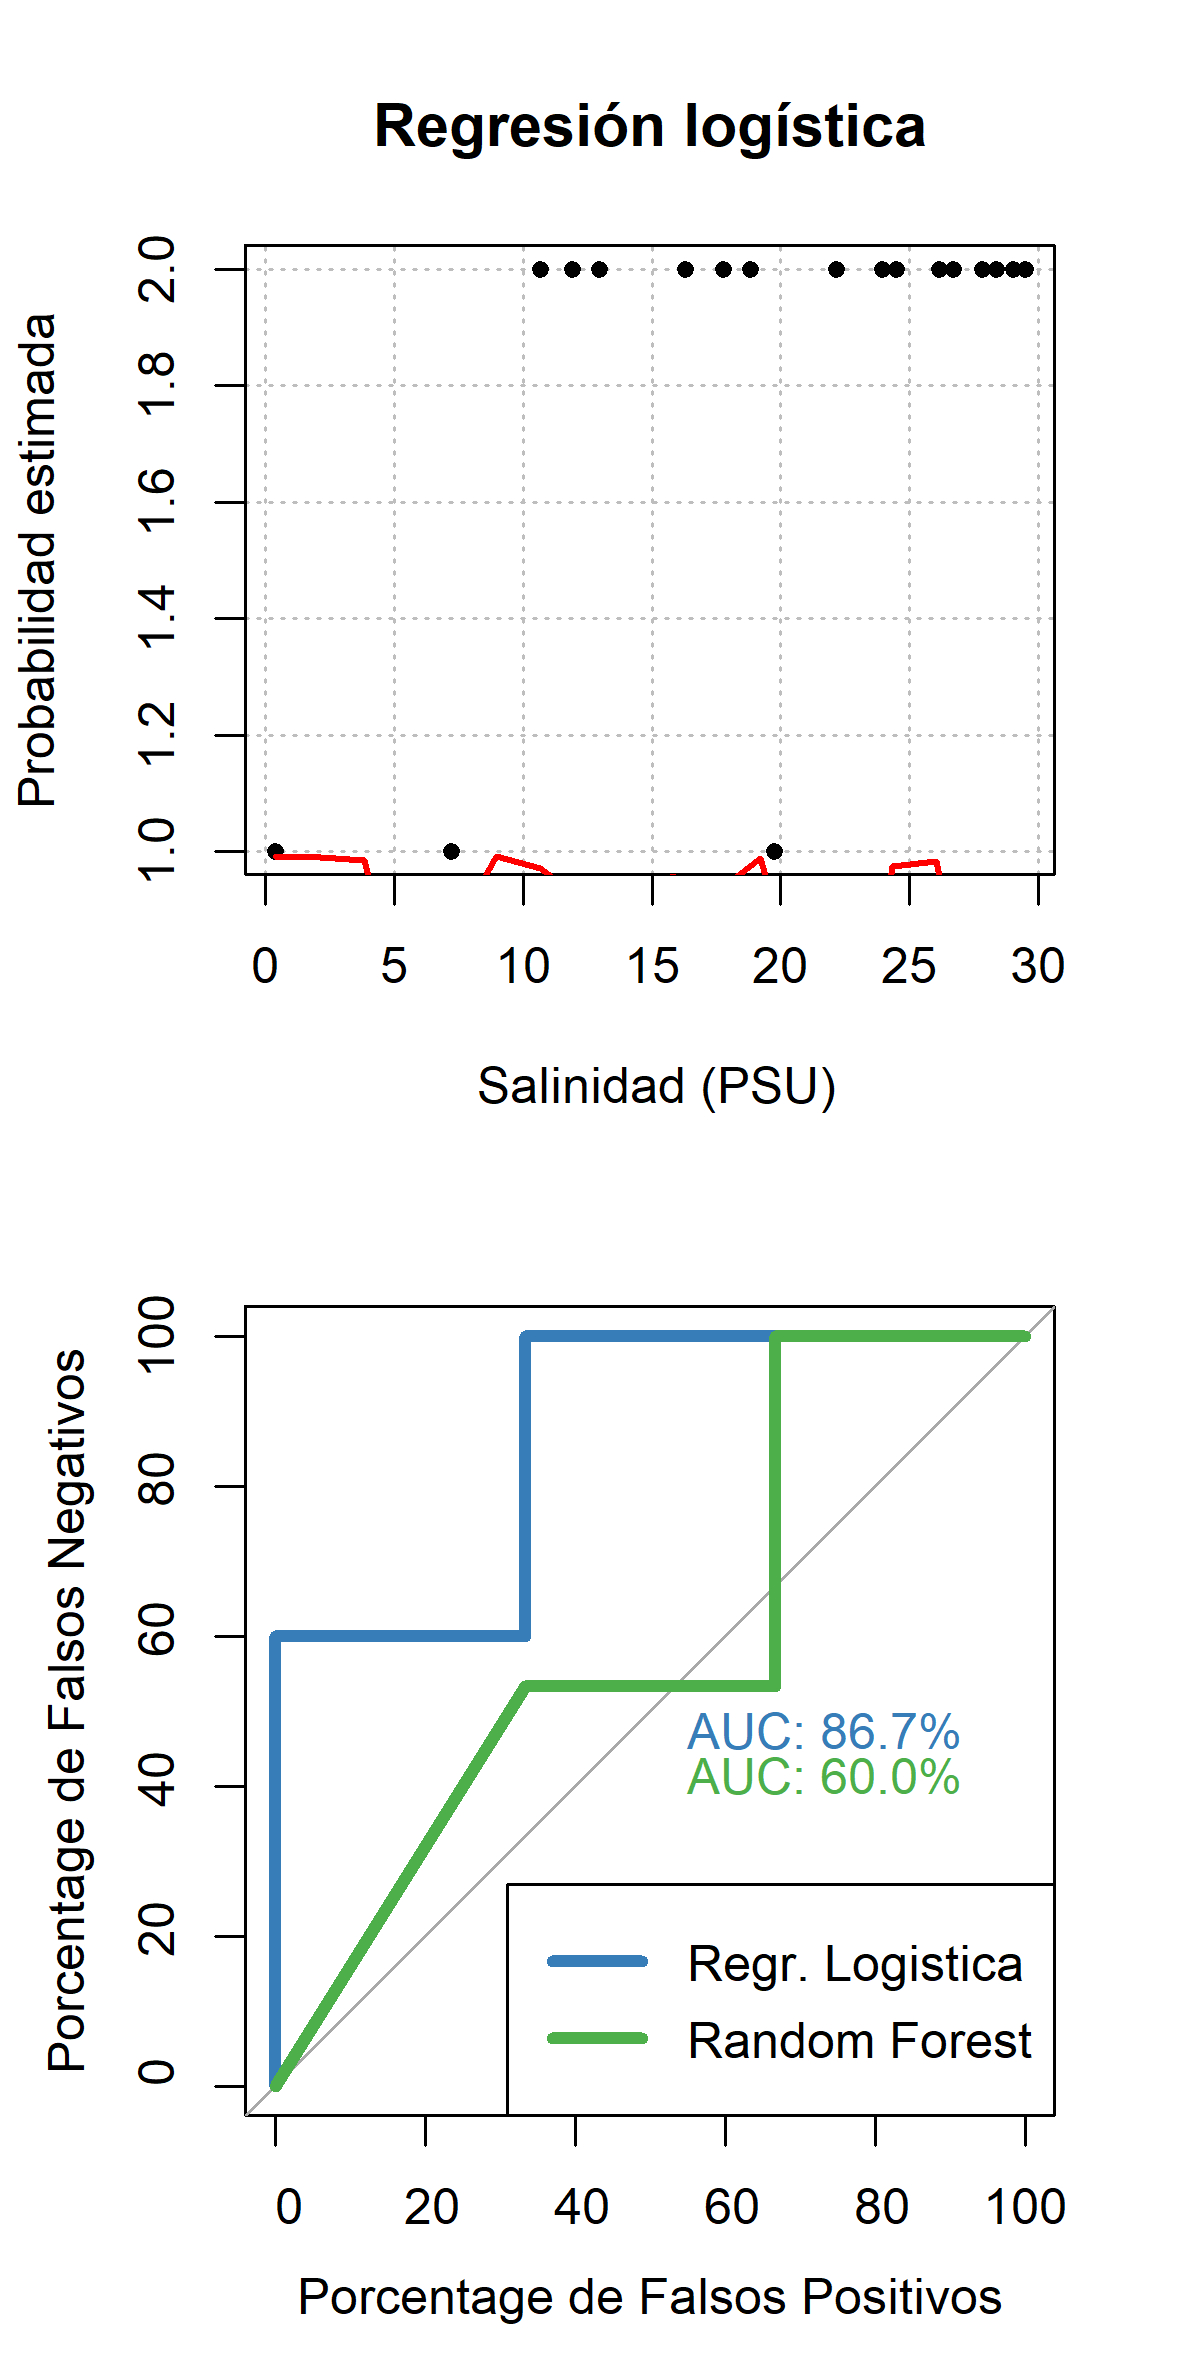 Regresión logística
Probabilidad estimada
2.0
1.8
1.6
1.4
1.2
1.0
0 5 10 15 20 25 30
Salinidad (PSU)
Porcentage de Falsos Negativos
100
80
60
40
20
0
AUC: 86.7%
AUC: 60.0%
Regr. Logistica
Random Forest
0 20 40 60 80 100
Porcentage de Falsos Positivos